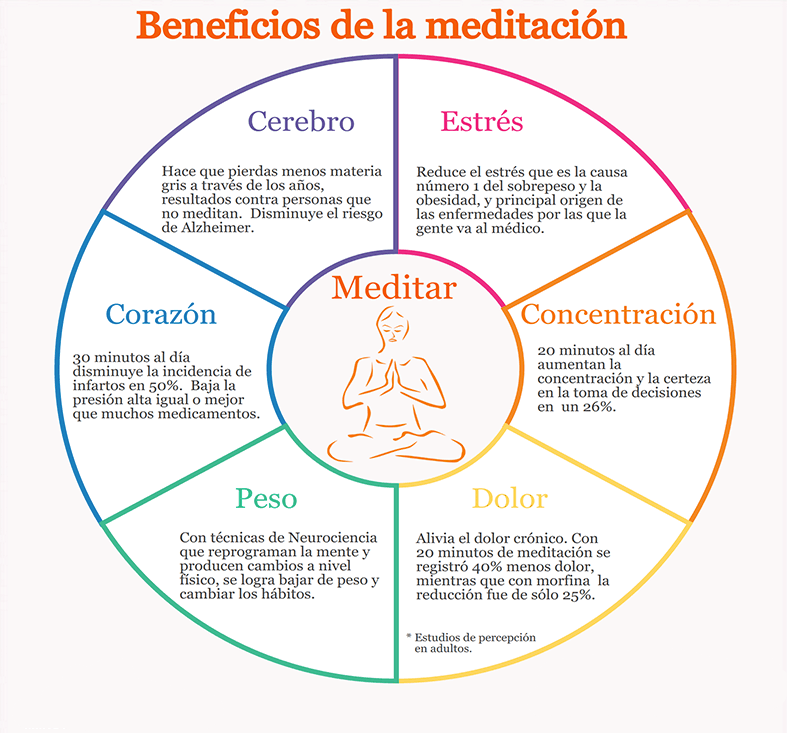 Beneficios de la meditación
Cerebro
Hace que pierdas menos materia
gris a través de los años,
resultados contra personas que
no meditan.  Disminuye el riesgo
de Alzheimer.
Estrés
Reduce el estrés que es la causa
número 1 del sobrepeso y la
obesidad, y principal origen de
las enfermedades por las que la
gente va al médico.
Meditar
Corazón
30 minutos al día
disminuye la incidencia de
infartos en 50%.  Baja la
presión alta igual o mejor
que muchos medicamentos.
Concentración
20 minutos al día
aumentan la
concentración y la certeza
en la toma de decisiones
en  un 26%.
Peso
Con técnicas de Neurociencia
que reprograman la mente y
producen cambios a nivel
físico, se logra bajar de peso y
cambiar los hábitos.
Dolor
Alivia el dolor crónico. Con
20 minutos de meditación se
registró 40% menos dolor,
mientras que con morfina  la
reducción fue de sólo 25%.
* Estudios de percepción
en adultos.